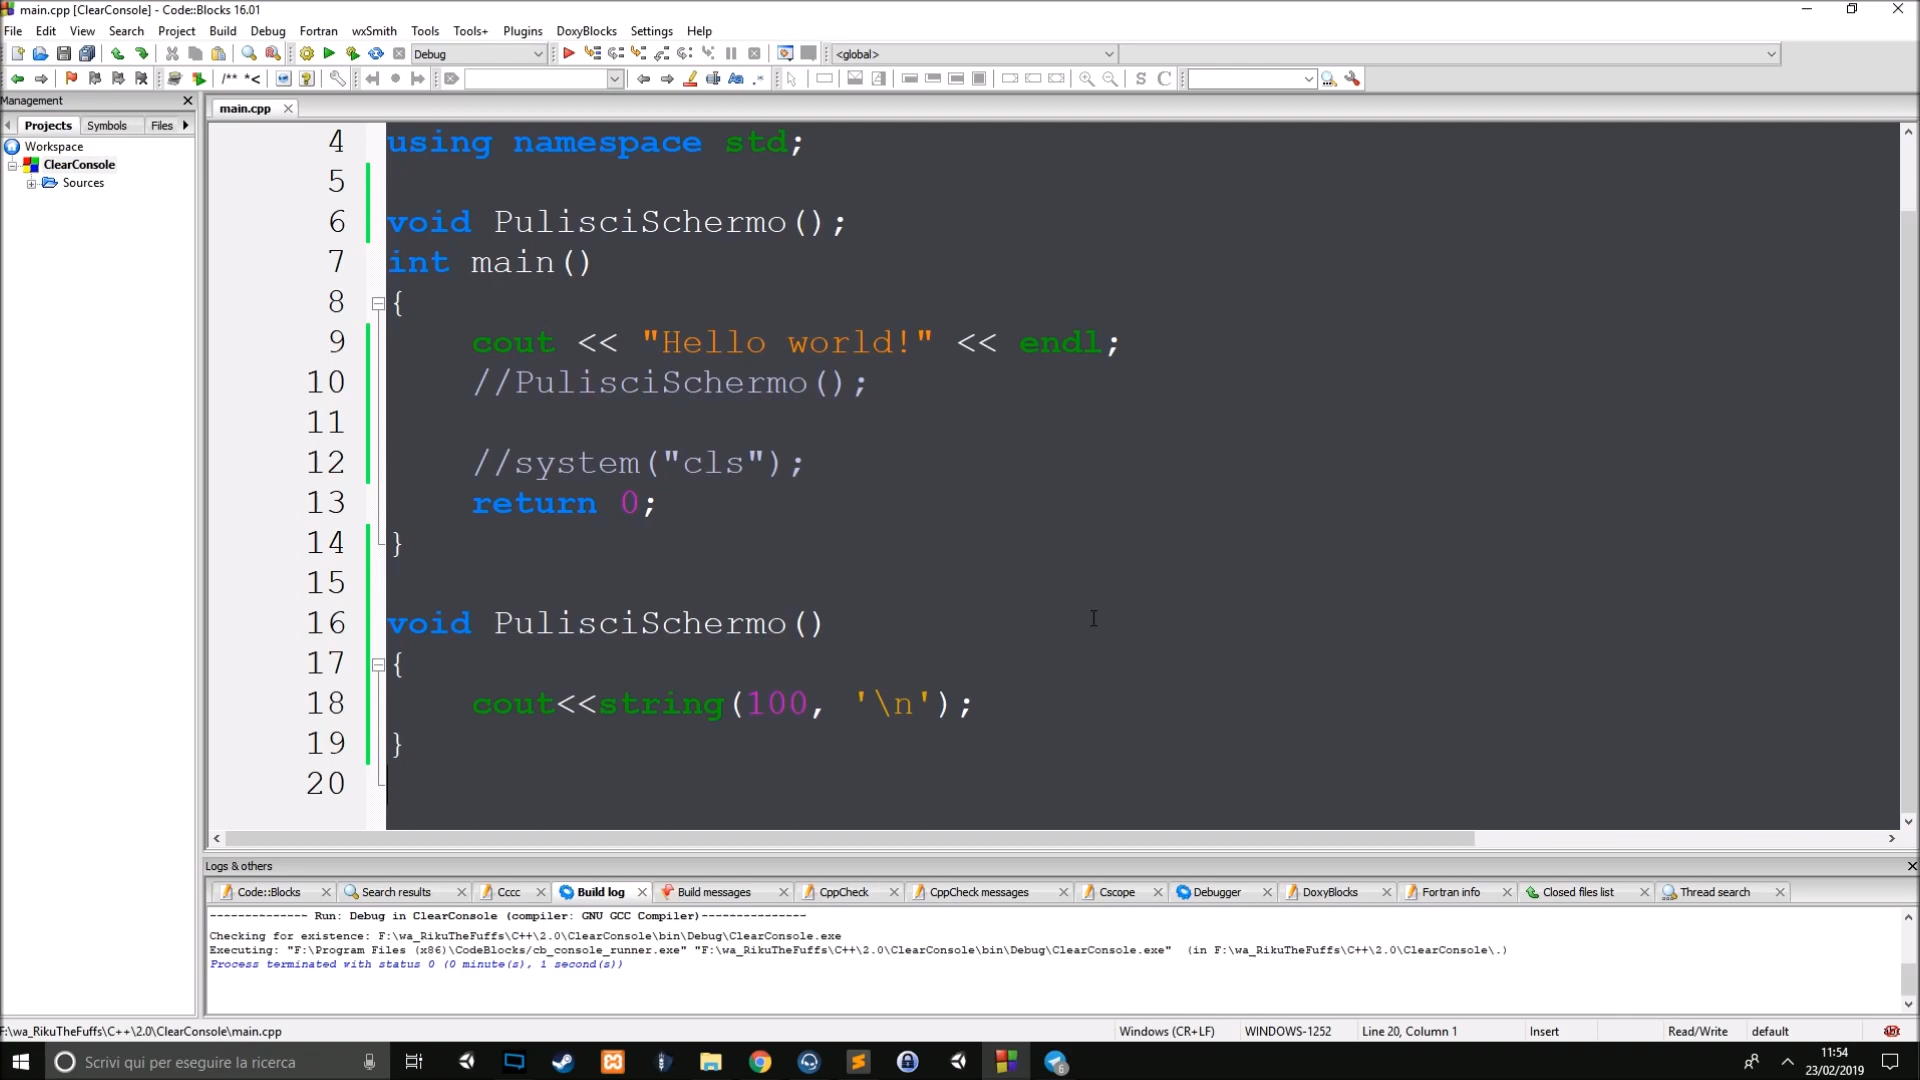 main.cpp [ClearConsole] - Code::Blocks 16.01
File Edit View Search Project Build Debug Fortran wxSmith Tools Tools+ Plugins DoxyBlocks Settings Help
Debug <global>
/** *<
S C
Management
main.cpp
Projects Symbols Files
Workspace
ClearConsole
Sources
4 using namespace std;
5
6 void PulisciSchermo();
7 int main()
8 {
9 cout << "Hello world!" << endl;
10 //PulisciSchermo();
11
12 //system("cls");
13 return 0;
14 }
15
16 void PulisciSchermo()
17 {
18 cout<<string(100, '\n');
19 }
20
Logs & others
Code::Blocks Search results Cccc Build log Build messages CppCheck CppCheck messages Cscope Debugger DoxyBlocks Fortran info Closed files list Thread search
-------------- Run: Debug in ClearConsole (compiler: GNU GCC Compiler)---------------
Checking for existence: F:\wa_RikuTheFuffs\C++\2.0\ClearConsole\bin\Debug\ClearConsole.exe
Executing: "F:\Program Files (x86)\CodeBlocks/cb_console_runner.exe" "F:\wa_RikuTheFuffs\C++\2.0\ClearConsole\bin\Debug\ClearConsole.exe" (in F:\wa_RikuTheFuffs\C++\2.0\ClearConsole\.)
Process terminated with status 0 (0 minute(s), 1 second(s))
F:\wa_RikuTheFuffs\C++\2.0\ClearConsole\main.cpp Windows (CR+LF) WINDOWS-1252 Line 20, Column 1 Insert Read/Write default
Scrivi qui per eseguire la ricerca
6
11:54
23/02/2019